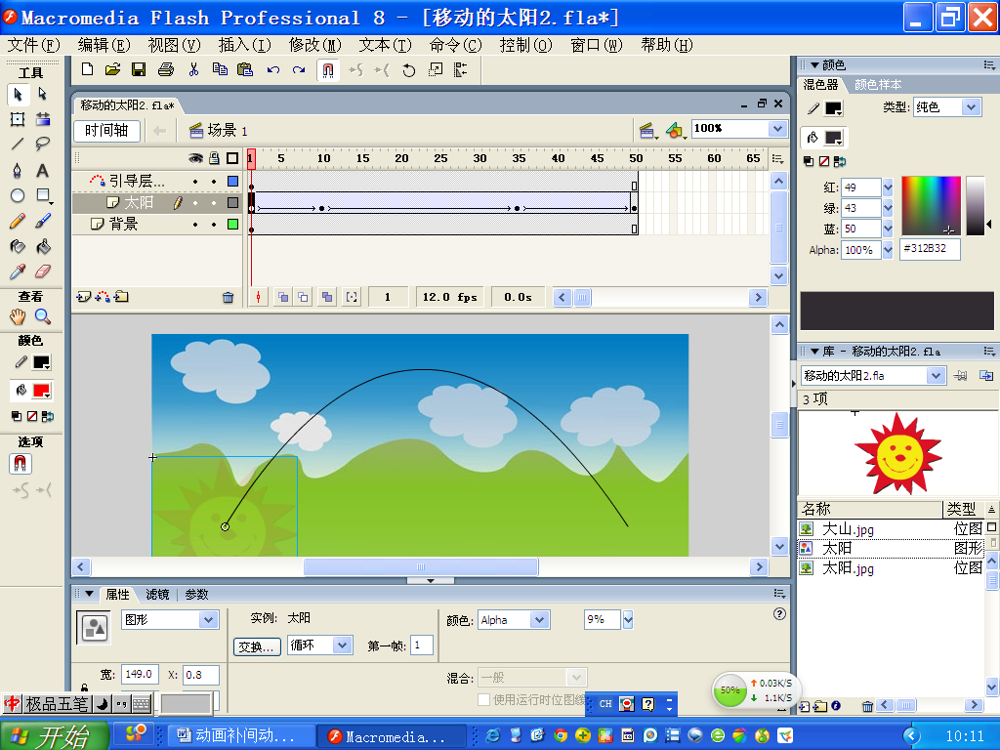 Macromedia Flash Professional 8 - [移动的太阳2.fla*]
文件(F) 编辑(E) 视图(V) 插入(I) 修改(M) 文本(T) 命令(C) 控制(O) 窗口(W) 帮助(H)
工具
查看
颜色
选项
移动的太阳2.fla*
时间轴 场景 1 100%
1 5 10 15 20 25 30 35 40 45 50 55 60 65
引导层...
太阳
背景
1 12.0 fps 0.0s
属性 滤镜 参数
图形 实例: 太阳 颜色: Alpha 9%
交换... 循环 第一帧: 1
宽: 149.0 X: 0.8
混合: 一般
使用运行时位图缓
颜色
混色器 颜色样本
类型: 纯色
红: 49
绿: 43
蓝: 50
Alpha: 100% #312B32
库 - 移动的太阳2.fla
移动的太阳2.fla
3 项
名称 类型
大山.jpg 位图
太阳 图形
太阳.jpg 位图
50% 0.03K/S
1.1K/S
中 极品五笔
CH
开始 动画补间动... Macromedia... 10:11